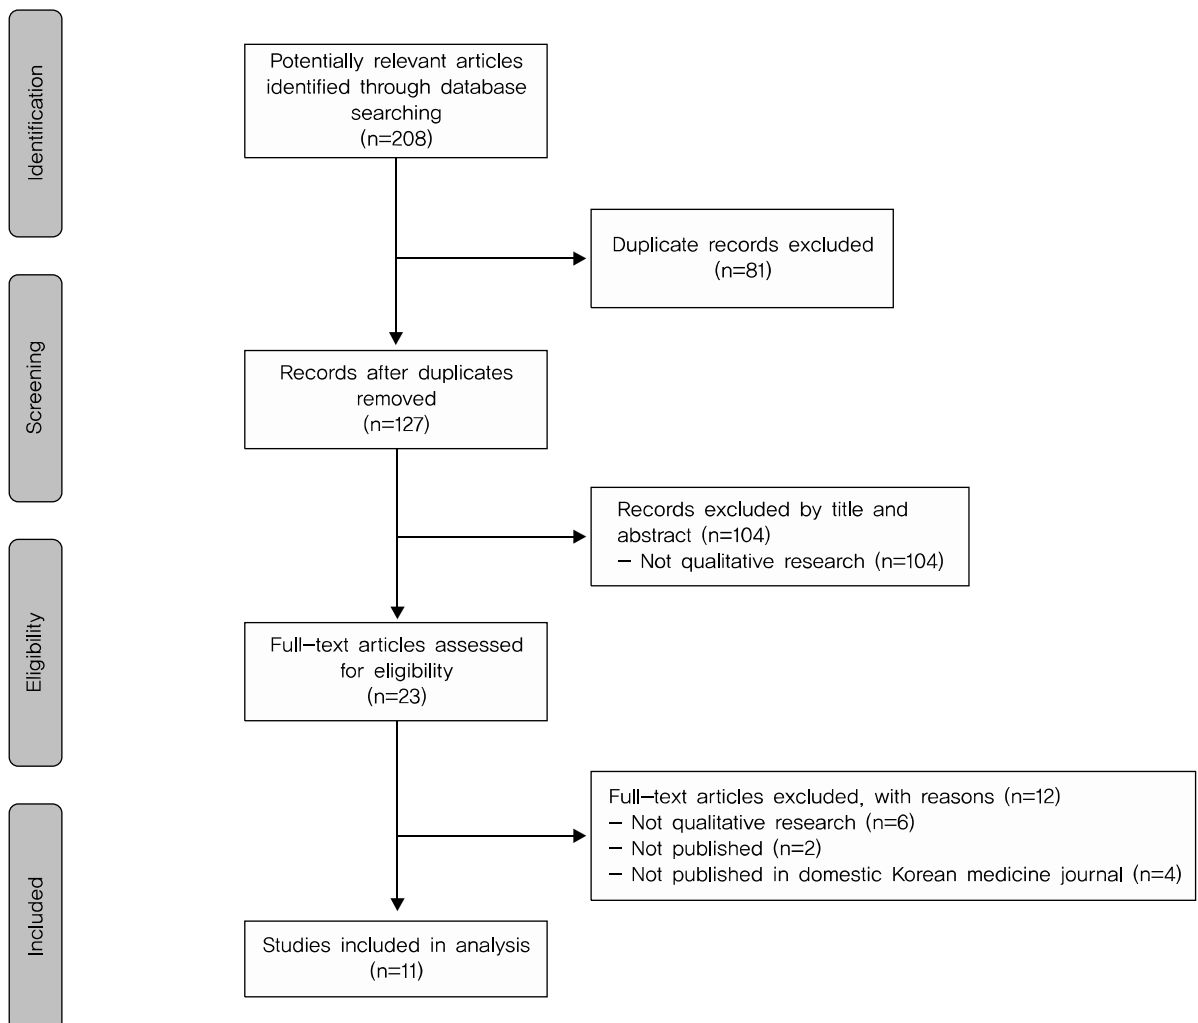 Identification
Potentially relevant articles
identified through database
searching
(n=208)
Duplicate records excluded
(n=81)
Screening
Records after duplicates
removed
(n=127)
Records excluded by title and
abstract (n=104)
– Not qualitative research (n=104)
Eligibility
Full–text articles assessed
for eligibility
(n=23)
Full–text articles excluded, with reasons (n=12)
– Not qualitative research (n=6)
– Not published (n=2)
– Not published in domestic Korean medicine journal (n=4)
Included
Studies included in analysis
(n=11)